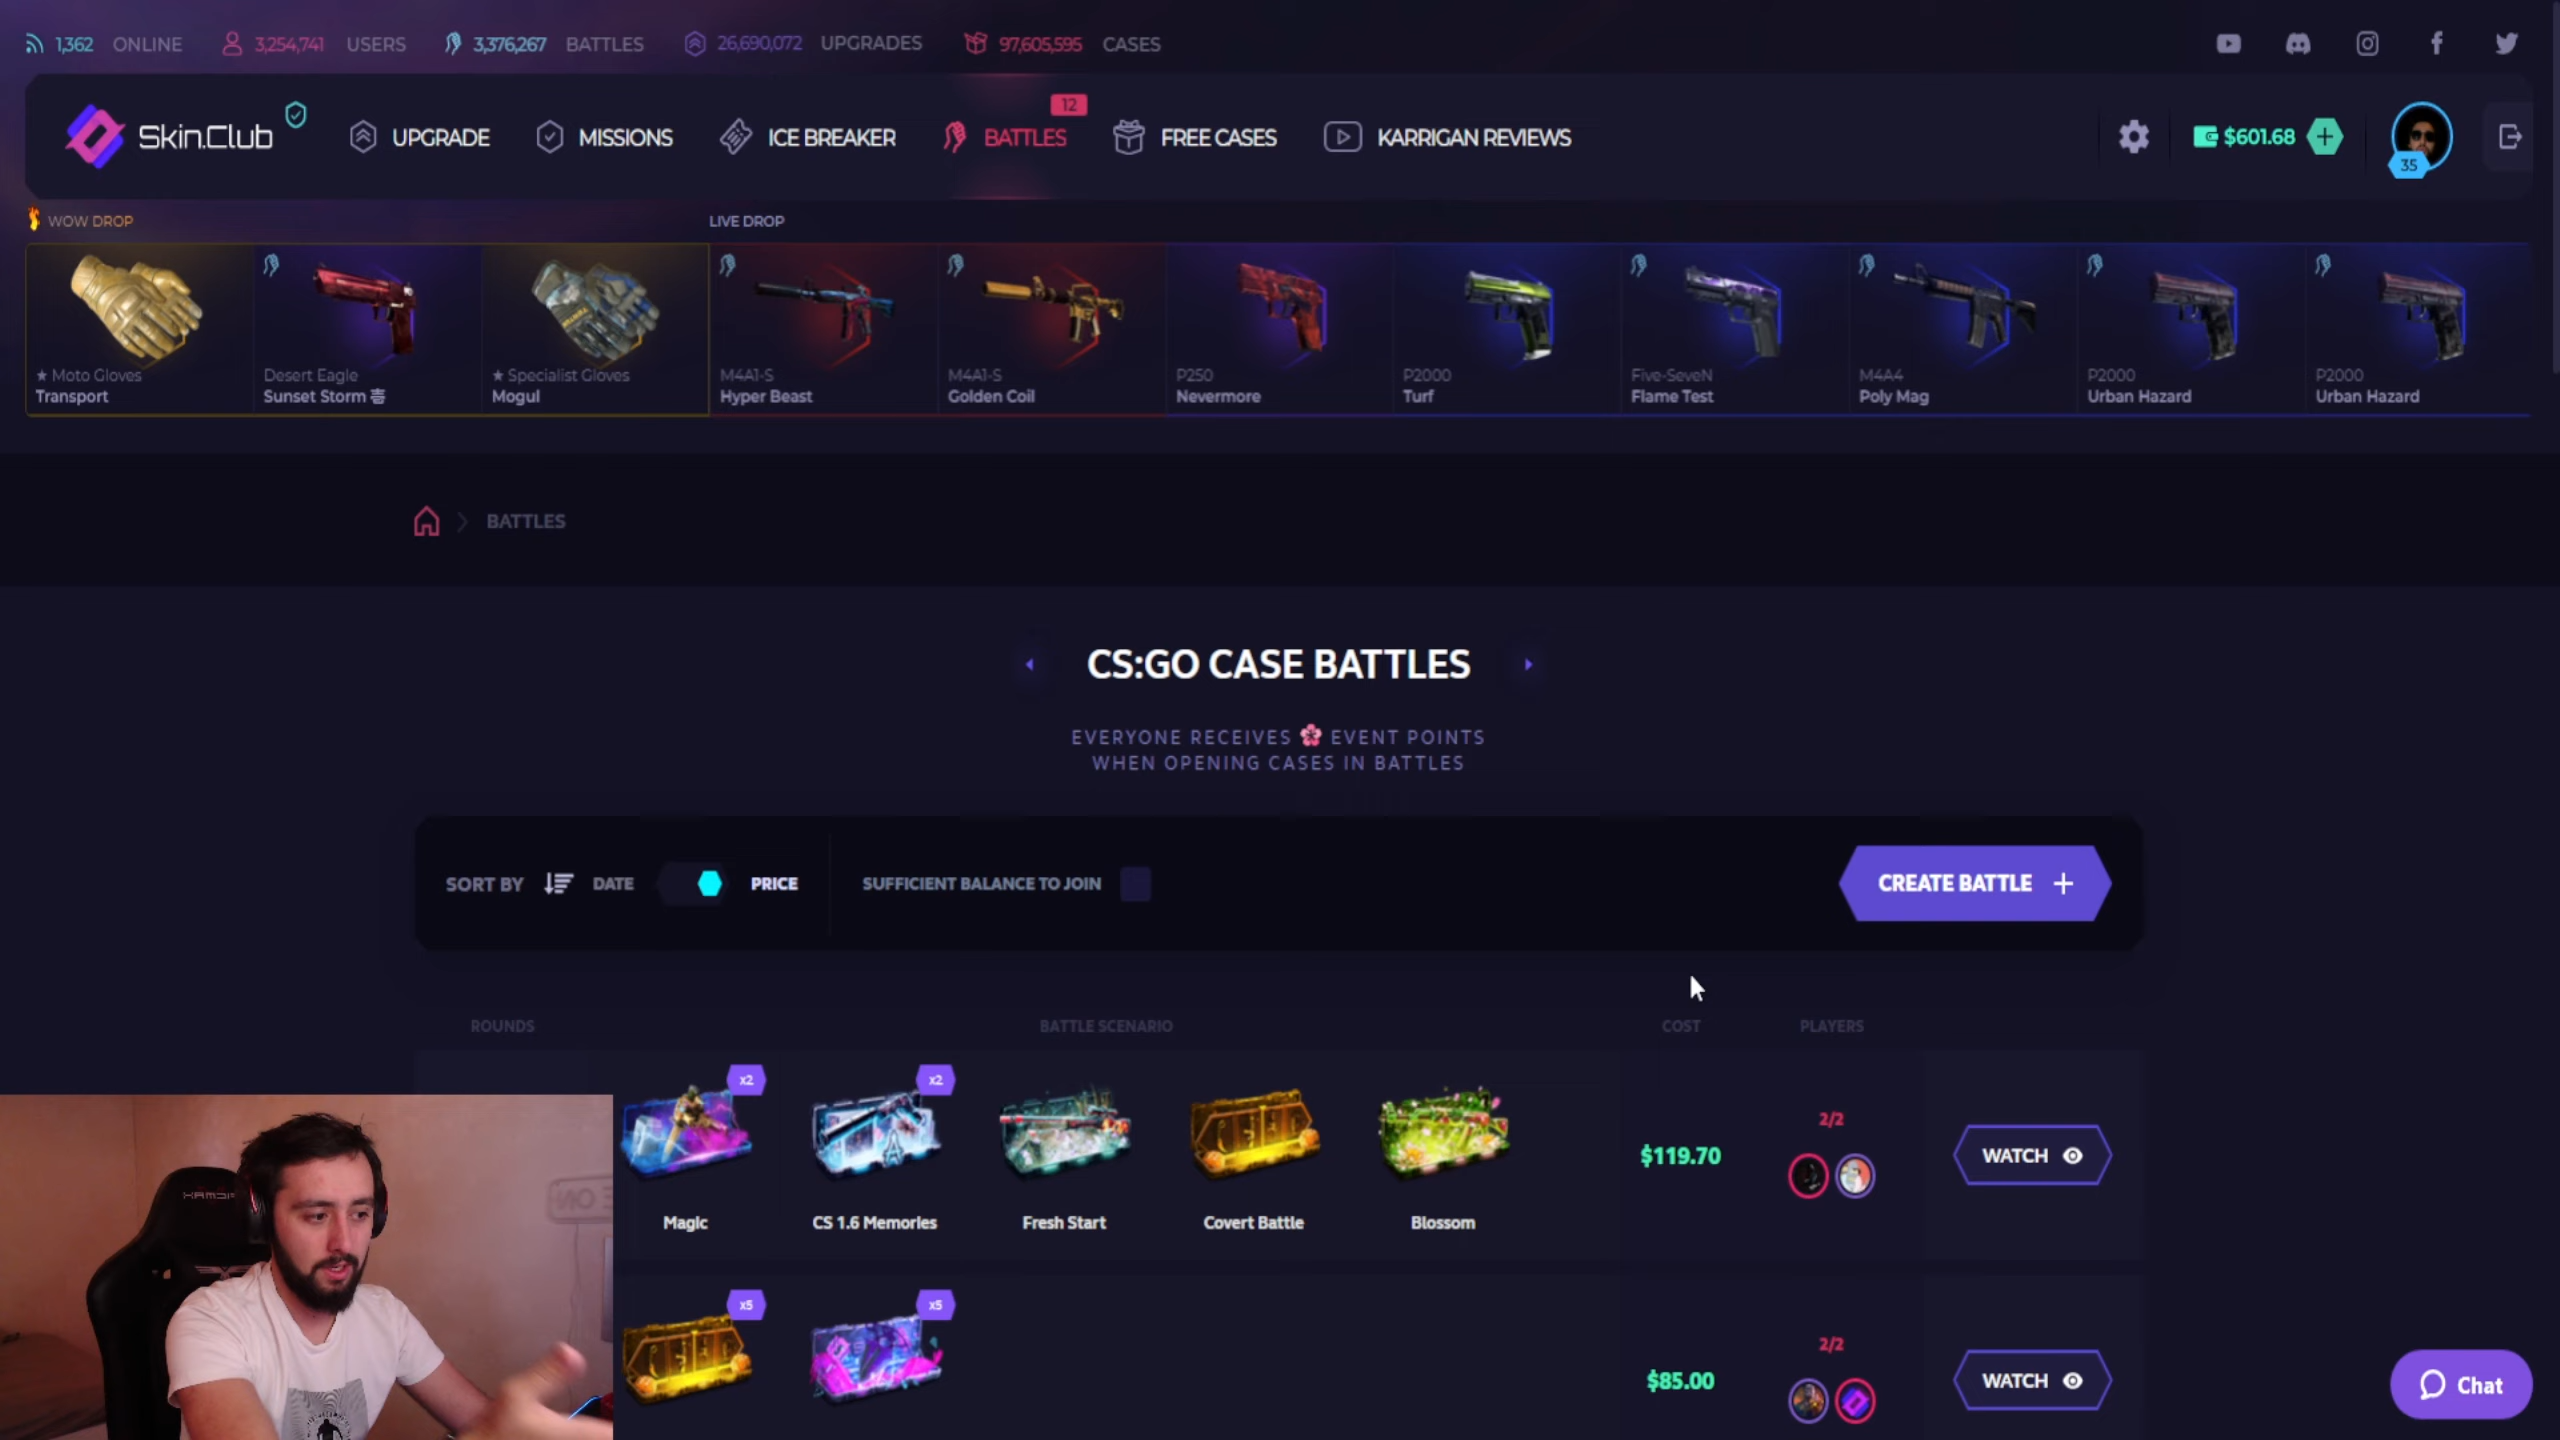 1,362 ONLINE 3,254,741 USERS 3,376,267 BATTLES 26,690,072 UPGRADES 97,605,595 CASES
Skin.Club UPGRADE MISSIONS ICE BREAKER BATTLES 12 FREE CASES KARRIGAN REVIEWS $601.68 35
WOW DROP LIVE DROP
★ Moto Gloves Desert Eagle ★ Specialist Gloves M4A1-S M4A1-S P250 P2000 Five-SeveN M4A4 P2000 P2000
Transport Sunset Storm 壱 Mogul Hyper Beast Golden Coil Nevermore Turf Flame Test Poly Mag Urban Hazard Urban Hazard
BATTLES
CS:GO CASE BATTLES
EVERYONE RECEIVES EVENT POINTS
WHEN OPENING CASES IN BATTLES
SORT BY DATE PRICE SUFFICIENT BALANCE TO JOIN CREATE BATTLE +
ROUNDS BATTLE SCENARIO COST PLAYERS
x2 x2
2/2
$119.70 WATCH
Magic CS 1.6 Memories Fresh Start Covert Battle Blossom
x5 x5
2/2
$85.00 WATCH
Chat